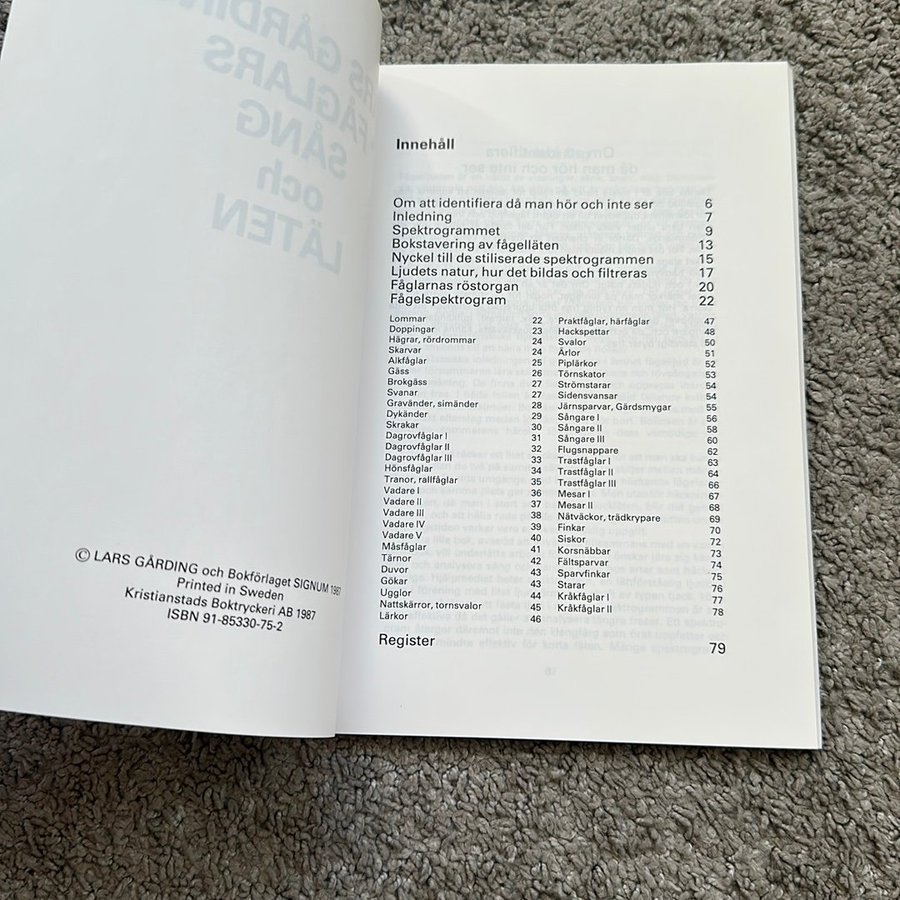 GÅRDING
FÅGLARS
SÅNG
och
LÄTEN
© LARS GÅRDING och Bokförlaget SIGNUM 1987
Printed in Sweden
Kristianstads Boktryckeri AB 1987
ISBN 91-85330-75-2
Innehåll
Om att identifiera då man hör och inte ser 6
Inledning 7
Spektrogrammet 9
Bokstavering av fågelläten 13
Nyckel till de stiliserade spektrogrammen 15
Ljudets natur, hur det bildas och filtreras 17
Fåglarnas röstorgan 20
Fågelspektrogram 22
Lommar 22
Doppingar 23
Hägrar, rördrommar 24
Skarvar 24
Alkfåglar 25
Gäss 26
Brokgäss 27
Svanar 27
Gravänder, simänder 28
Dykänder 29
Skrakar 30
Dagrovfåglar I 31
Dagrovfåglar II 32
Dagrovfåglar III 33
Hönsfåglar 34
Tranor, rallfåglar 35
Vadare I 36
Vadare II 37
Vadare III 38
Vadare IV 39
Vadare V 40
Måsfåglar 41
Tärnor 42
Duvor 43
Gökar 43
Ugglor 44
Nattskärror, tornsvalor 45
Lärkor 46
Praktfåglar, härfåglar 47
Hackspettar 48
Svalor 50
Ärlor 51
Piplärkor 52
Törnskator 53
Strömstarar 54
Sidensvansar 54
Järnsparvar, Gärdsmygar 55
Sångare I 56
Sångare II 58
Sångare III 60
Flugsnappare 62
Trastfåglar I 63
Trastfåglar II 64
Trastfåglar III 66
Mesar I 67
Mesar II 68
Nätväckor, trädkrypare 69
Finkar 70
Siskor 72
Korsnäbbar 73
Fältsparvar 74
Sparvfinkar 75
Starar 76
Kråkfåglar I 77
Kråkfåglar II 78
Register 79